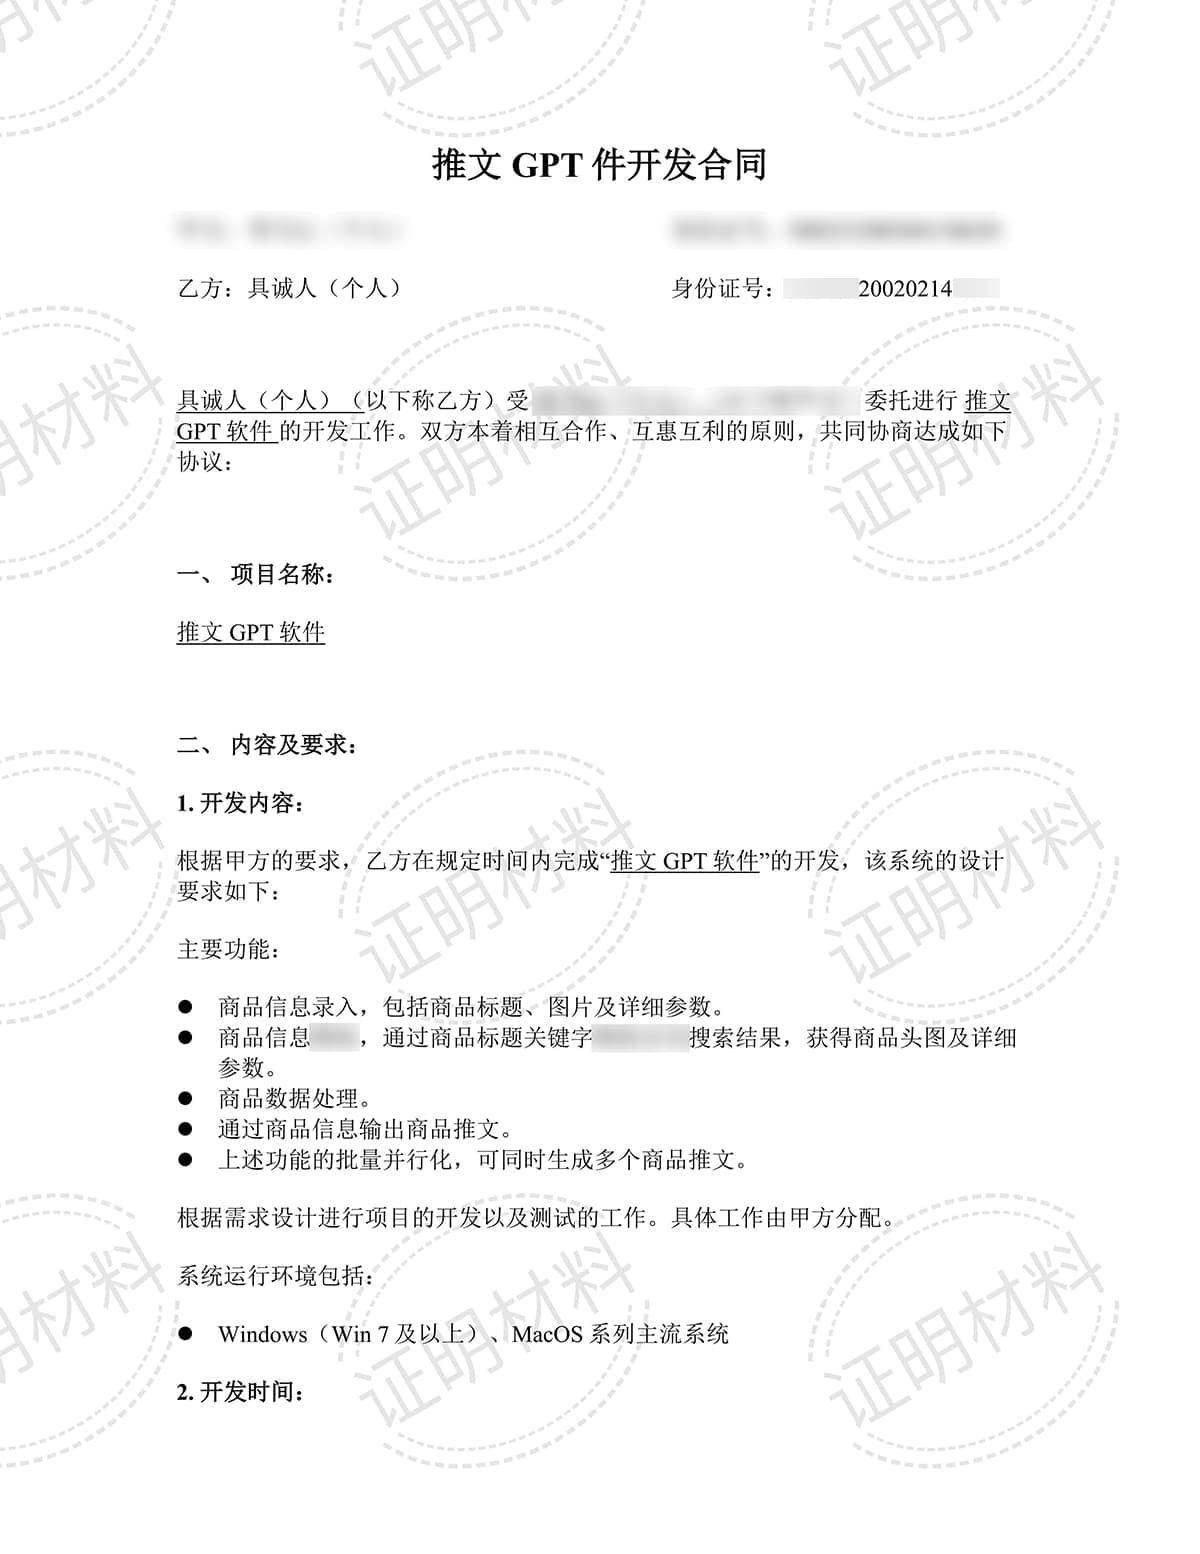 推文 GPT 件开发合同
乙方：具诚人（个人） 身份证号： 20020214
具诚人（个人）（以下称乙方）受 委托进行 推文
GPT 软件 的开发工作。双方本着相互合作、互惠互利的原则，共同协商达成如下
协议：
一、 项目名称：
推文 GPT 软件
二、 内容及要求：
1. 开发内容：
根据甲方的要求，乙方在规定时间内完成“推文 GPT 软件”的开发，该系统的设计
要求如下：
主要功能：
● 商品信息录入，包括商品标题、图片及详细参数。
● 商品信息 ，通过商品标题关键字 搜索结果，获得商品头图及详细
参数。
● 商品数据处理。
● 通过商品信息输出商品推文。
● 上述功能的批量并行化，可同时生成多个商品推文。
根据需求设计进行项目的开发以及测试的工作。具体工作由甲方分配。
系统运行环境包括：
● Windows（Win 7 及以上）、MacOS 系列主流系统
2. 开发时间：
证明材料
证明材料
证明材料
证明材料
证明材料
证明材料
证明材料
证明材料